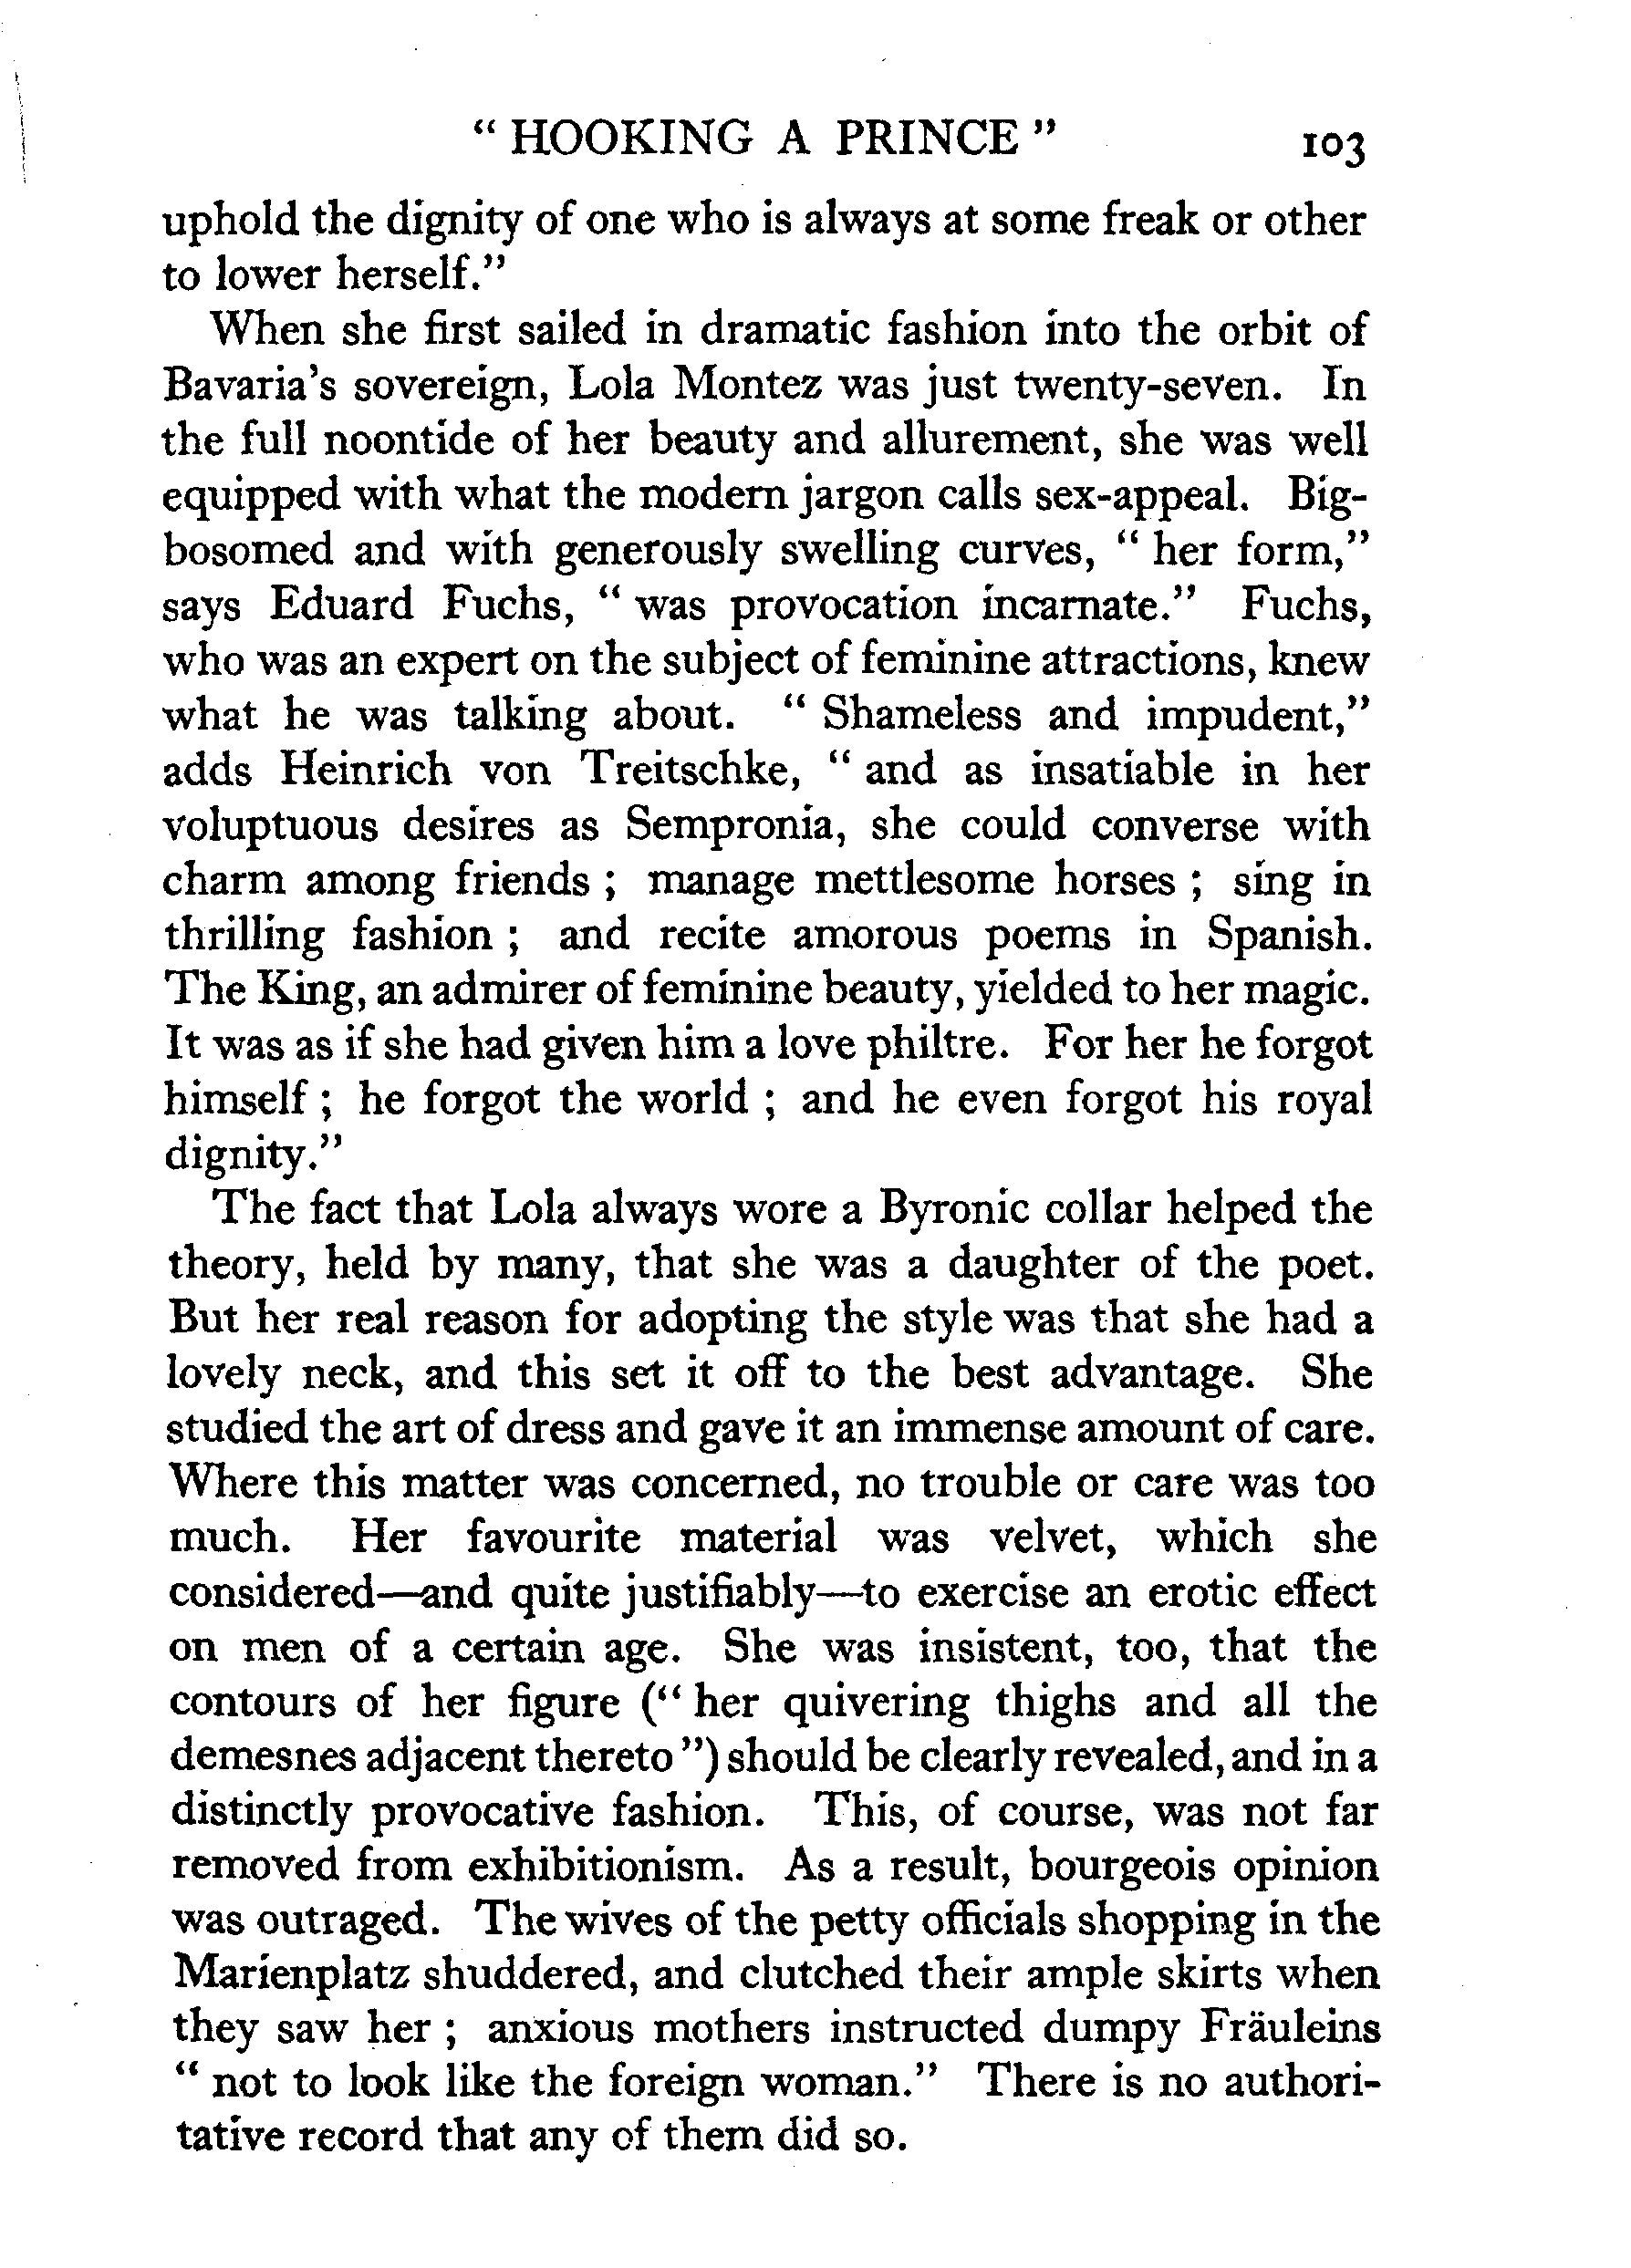 " HOOKING A PRINCE " 103
uphold the dignity of one who is always at some freak or other
to lower herself."
When she first sailed in dramatic fashion into the orbit of
Bavaria's sovereign, Lola Montez was just twenty-seven. In
the full noontide of her beauty and allurement, she was well
equipped with what the modern jargon calls sex-appeal. Big-
bosomed and with generously swelling curves, " her form,"
says Eduard Fuchs, " was provocation incarnate." Fuchs,
who was an expert on the subject of feminine attractions, knew
what he was talking about. " Shameless and impudent,"
adds Heinrich von Treitschke, " and as insatiable in her
voluptuous desires as Sempronia, she could converse with
charm among friends ; manage mettlesome horses ; sing in
thrilling fashion ; and recite amorous poems in Spanish.
The King, an admirer of feminine beauty, yielded to her magic.
It was as if she had given him a love philtre. For her he forgot
himself ; he forgot the world ; and he even forgot his royal
dignity."
The fact that Lola always wore a Byronic collar helped the
theory, held by many, that she was a daughter of the poet.
But her real reason for adopting the style was that she had a
lovely neck, and this set it off to the best advantage. She
studied the art of dress and gave it an immense amount of care.
Where this matter was concerned, no trouble or care was too
much. Her favourite material was velvet, which she
considered—and quite justifiably—to exercise an erotic effect
on men of a certain age. She was insistent, too, that the
contours of her figure (" her quivering thighs and all the
demesnes adjacent thereto ") should be clearly revealed, and in a
distinctly provocative fashion. This, of course, was not far
removed from exhibitionism. As a result, bourgeois opinion
was outraged. The wives of the petty officials shopping in the
Marienplatz shuddered, and clutched their ample skirts when
they saw her ; anxious mothers instructed dumpy Fräuleins
" not to look like the foreign woman." There is no authori-
tative record that any of them did so.